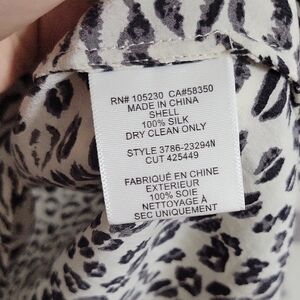 RN# 105230 CA#58350
MADE IN CHINA
SHELL
100% SILK
DRY CLEAN ONLY
STYLE 3786-23294N
CUT 425449
FABRIQUÉ EN CHINE
EXTERIEUR
100% SOIE
NETTOYAGE À
SEC UNIQUEMENT